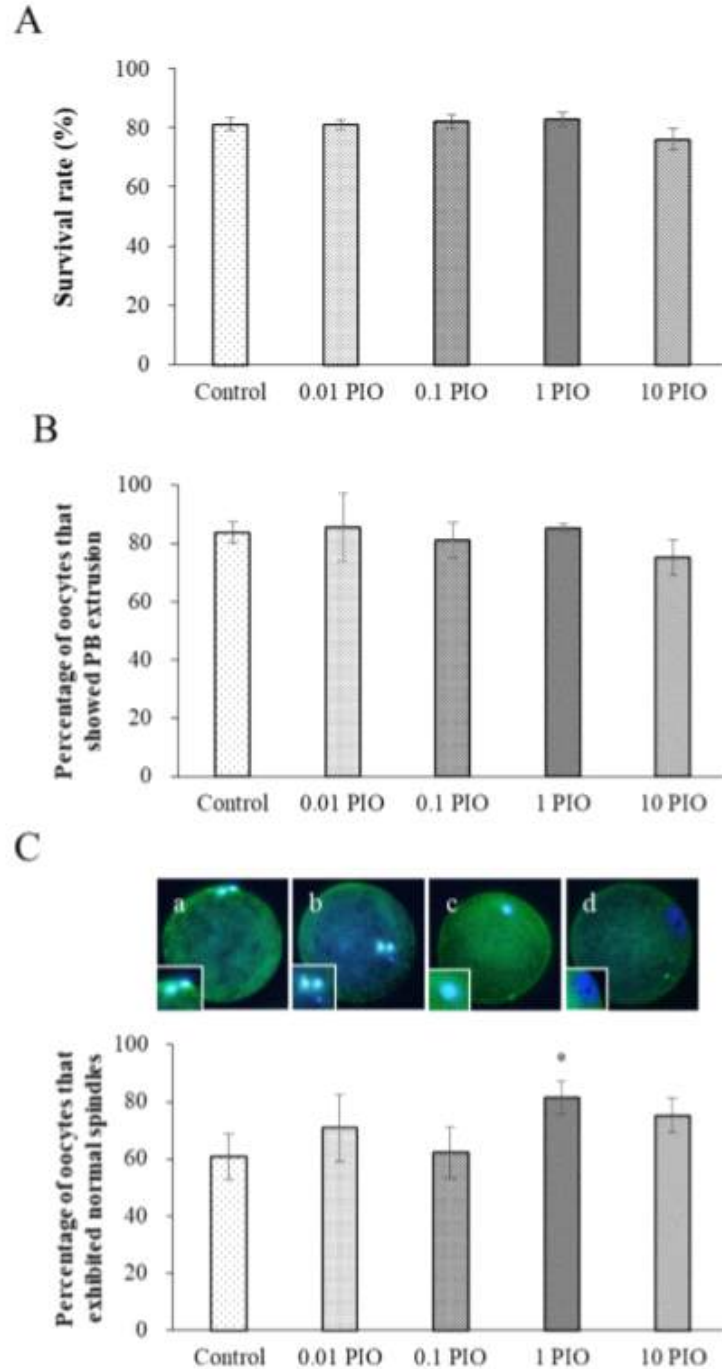 A
Survival rate (%)
100
80
60
40
20
0
Control 0.01 PIO 0.1 PIO 1 PIO 10 PIO
B
Percentage of oocytes that
showed PB extrusion
100
80
60
40
20
0
Control 0.01 PIO 0.1 PIO 1 PIO 10 PIO
C
a b c d
Percentage of oocytes that
exhibited normal spindles
100
80
60
40
20
0
*
Control 0.01 PIO 0.1 PIO 1 PIO 10 PIO